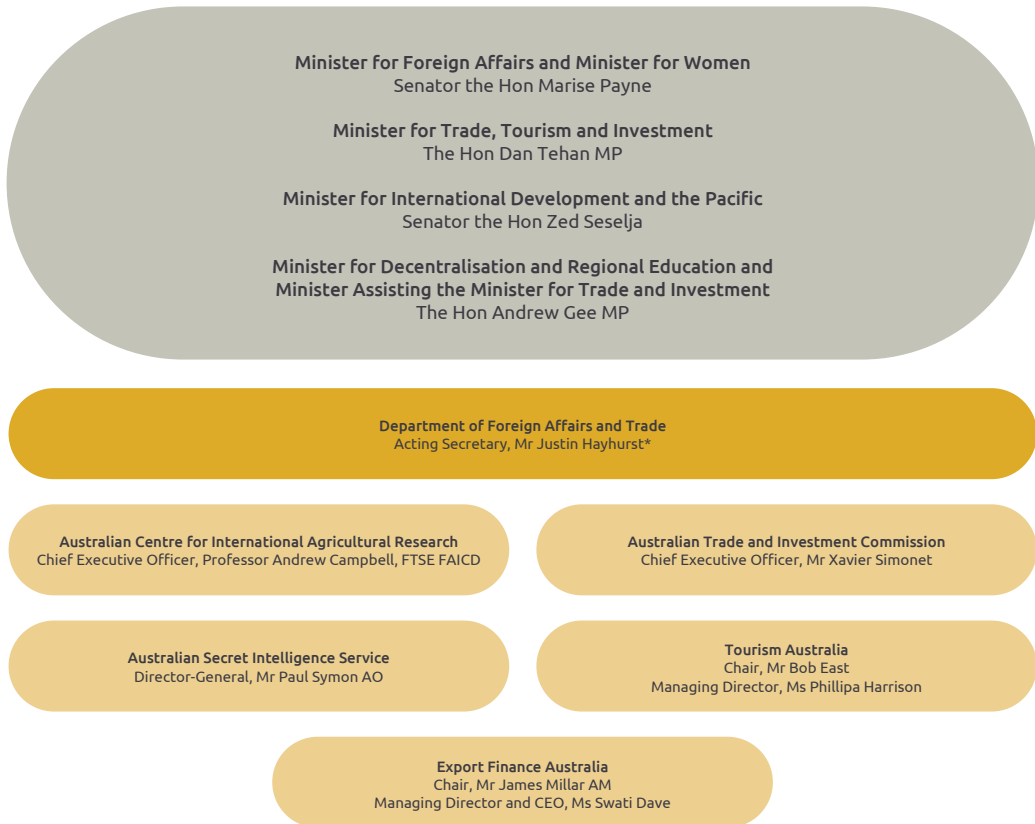 Minister for Foreign Affairs and Minister for Women
Senator the Hon Marise Payne
Minister for Trade, Tourism and Investment
The Hon Dan Tehan MP
Minister for International Development and the Pacific
Senator the Hon Zed Seselja
Minister for Decentralisation and Regional Education and
Minister Assisting the Minister for Trade and Investment
The Hon Andrew Gee MP
Department of Foreign Affairs and Trade
Acting Secretary, Mr Justin Hayhurst*
Australian Centre for International Agricultural Research
Chief Executive Officer, Professor Andrew Campbell, FTSE FAICD
Australian Trade and Investment Commission
Chief Executive Officer, Mr Xavier Simonet
Australian Secret Intelligence Service
Director-General, Mr Paul Symon AO
Tourism Australia
Chair, Mr Bob East
Managing Director, Ms Phillipa Harrison
Export Finance Australia
Chair, Mr James Millar AM
Managing Director and CEO, Ms Swati Dave